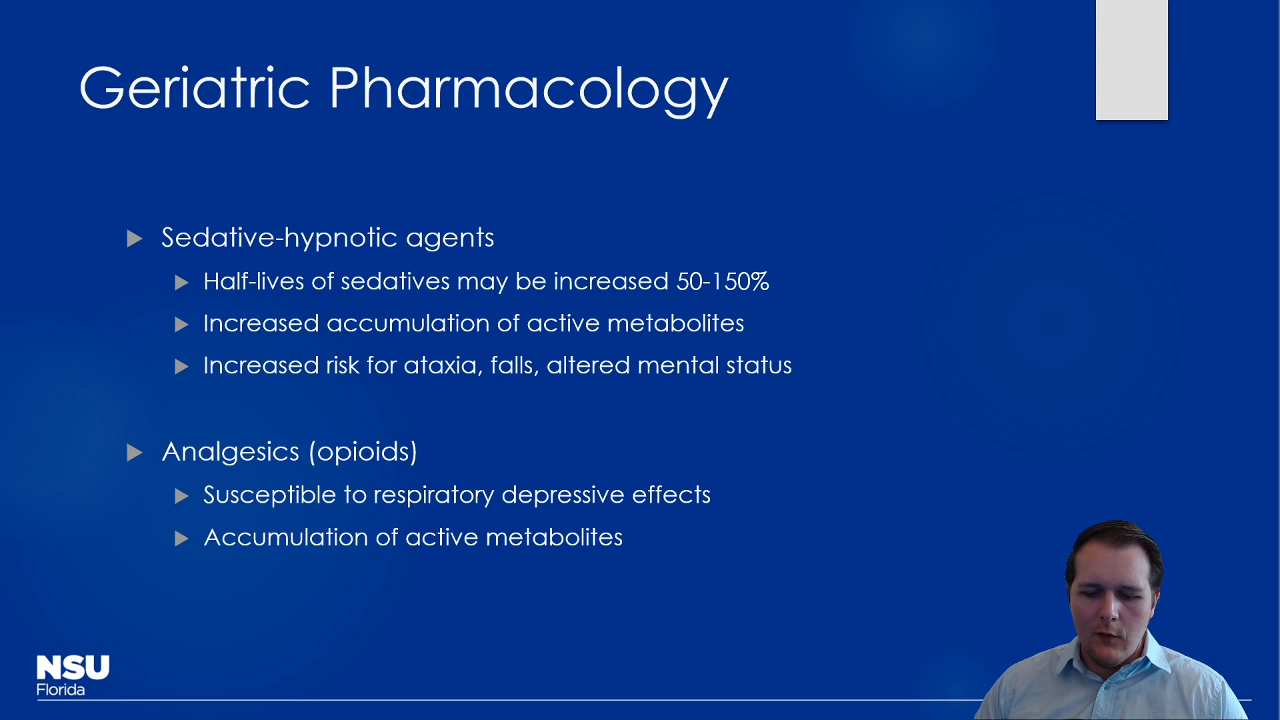 Geriatric Pharmacology
Sedative-hypnotic agents
Half-lives of sedatives may be increased 50-150%
Increased accumulation of active metabolites
Increased risk for ataxia, falls, altered mental status
Analgesics (opioids)
Susceptible to respiratory depressive effects
Accumulation of active metabolites
NSU
Florida